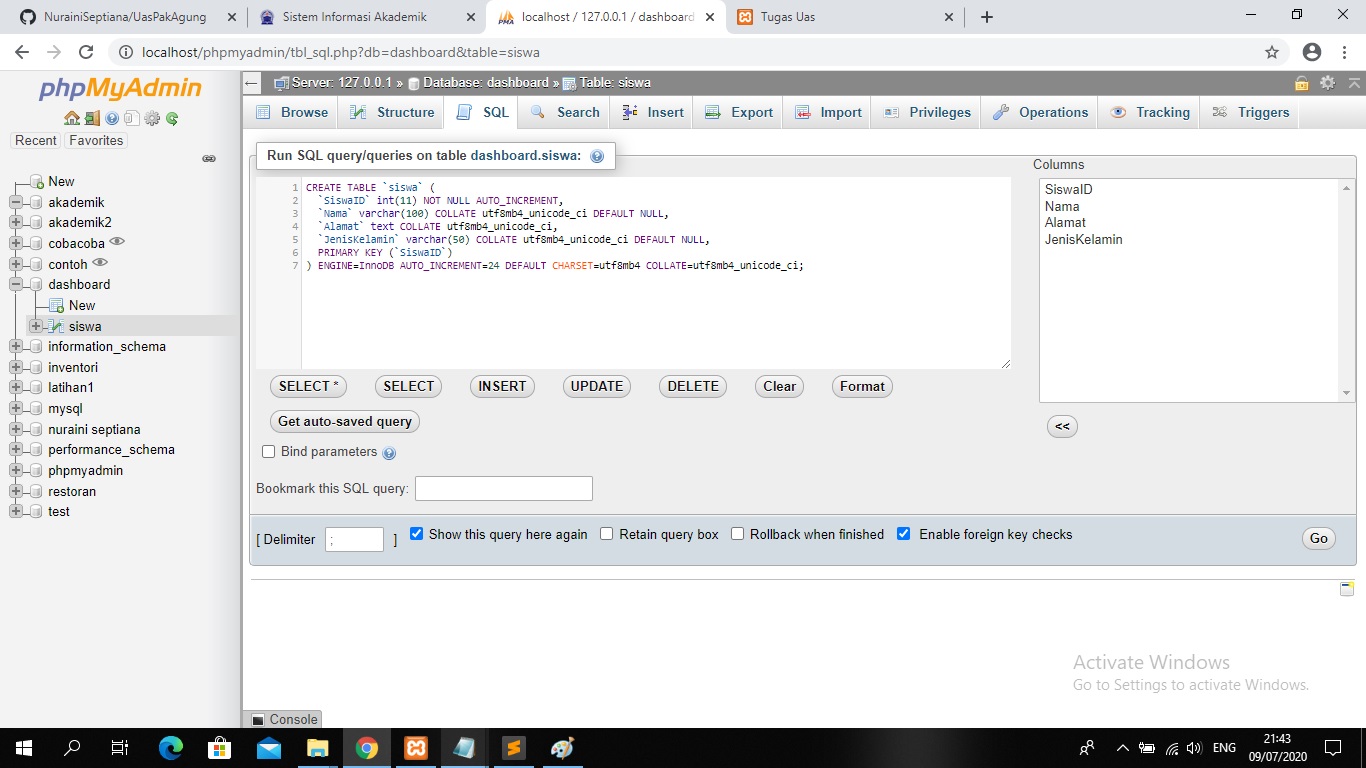 NurainiSeptiana/UasPakAgung
Sistem Informasi Akademik
localhost / 127.0.0.1 / dashboard
Tugas Uas
localhost/phpmyadmin/tbl_sql.php?db=dashboard&table=siswa
phpMyAdmin
Recent Favorites
New
akademik
akademik2
cobacoba
contoh
dashboard
New
siswa
information_schema
inventori
latihan1
mysql
nuraini septiana
performance_schema
phpmyadmin
restoran
test
Server: 127.0.0.1 » Database: dashboard » Table: siswa
Browse Structure SQL Search Insert Export Import Privileges Operations Tracking Triggers
Run SQL query/queries on table dashboard.siswa:
1 CREATE TABLE `siswa` (
2 `SiswaID` int(11) NOT NULL AUTO_INCREMENT,
3 `Nama` varchar(100) COLLATE utf8mb4_unicode_ci DEFAULT NULL,
4 `Alamat` text COLLATE utf8mb4_unicode_ci,
5 `JenisKelamin` varchar(50) COLLATE utf8mb4_unicode_ci DEFAULT NULL,
6 PRIMARY KEY (`SiswaID`)
7 ) ENGINE=InnoDB AUTO_INCREMENT=24 DEFAULT CHARSET=utf8mb4 COLLATE=utf8mb4_unicode_ci;
Columns
SiswaID
Nama
Alamat
JenisKelamin
<<
SELECT * SELECT INSERT UPDATE DELETE Clear Format
Get auto-saved query
Bind parameters
Bookmark this SQL query:
[ Delimiter ; ] Show this query here again Retain query box Rollback when finished Enable foreign key checks Go
Activate Windows
Go to Settings to activate Windows.
Console
ENG
21:43
09/07/2020